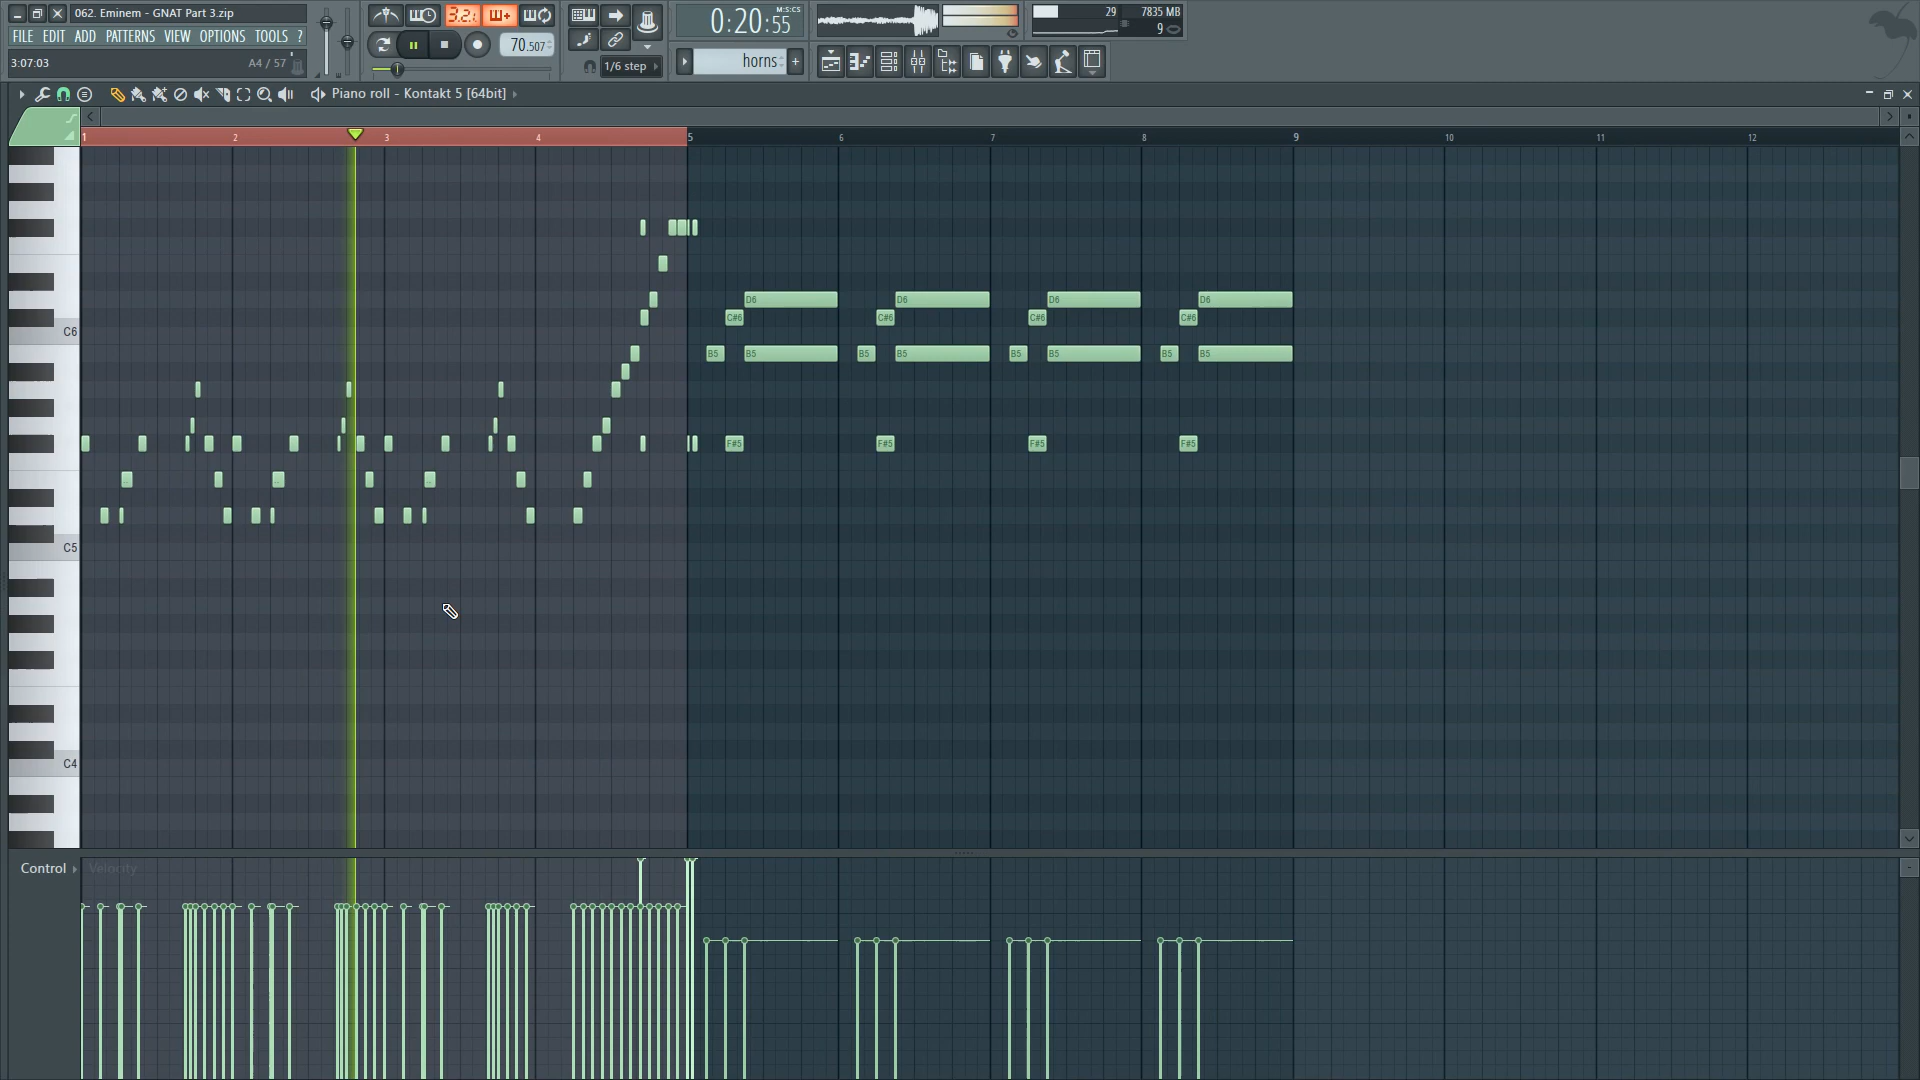 062. Eminem - GNAT Part 3.zip
FILE EDIT ADD PATTERNS VIEW OPTIONS TOOLS ?
3:07:03 A4 / 57
3.2.
70.507
1/6 step
0:20:55 M:S:CS
horns
29 7835 MB
9
Piano roll - Kontakt 5 [64bit]
1 2 3 4 5 6 7 8 9 10 11 12
D6 D6 D6 D6
C#6 C#6 C#6 C#6
C6
B5 B5 B5 B5 B5 B5 B5 B5
F#5 F#5 F#5 F#5
C5
C4
Control Velocity